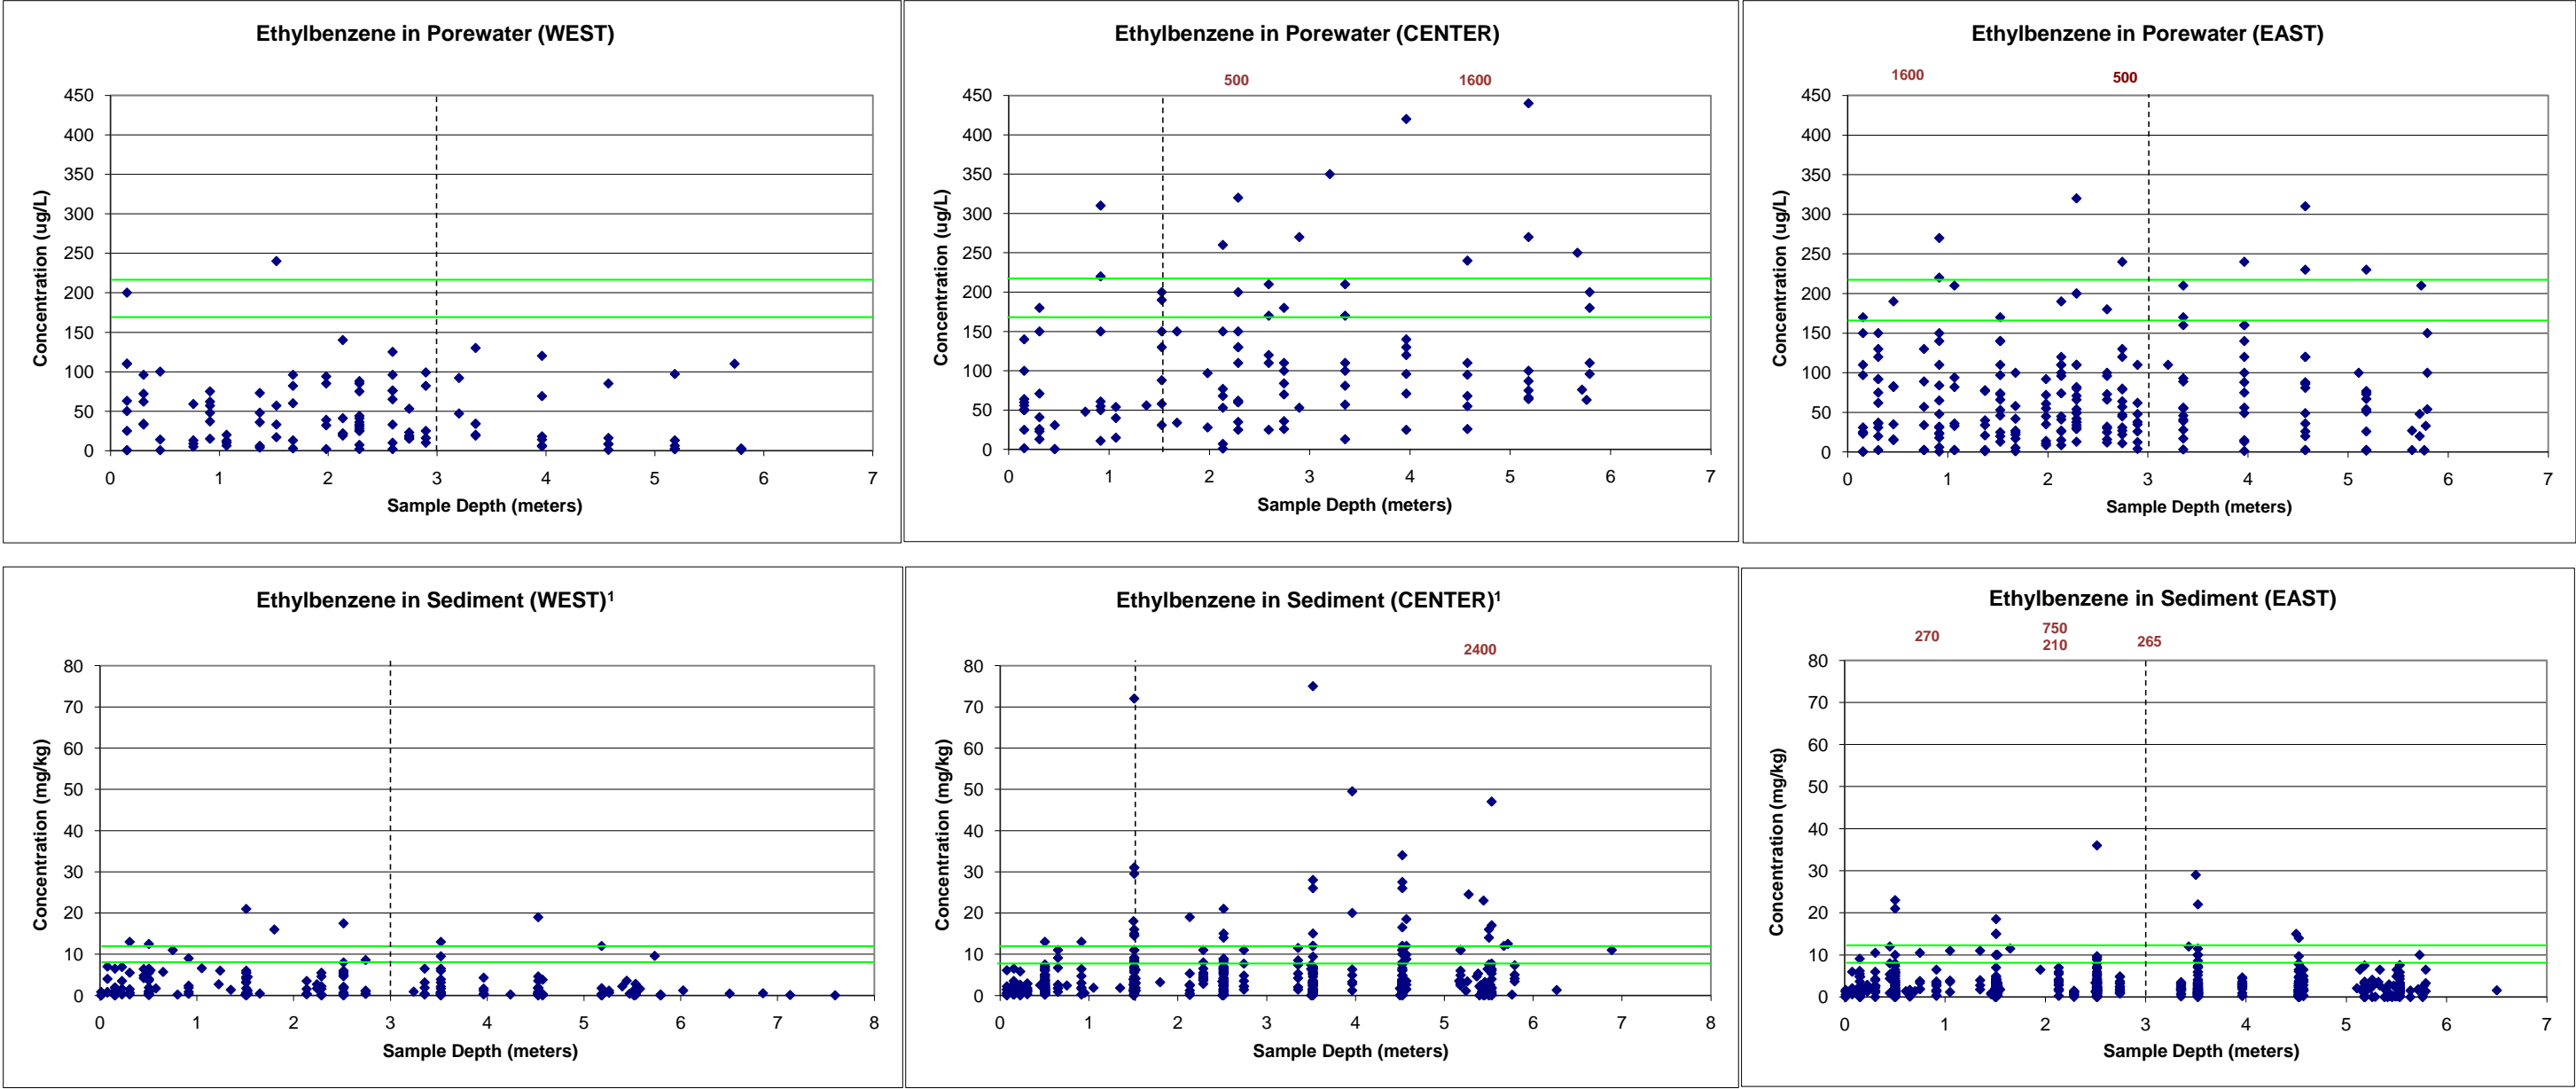 Ethylbenzene in Porewater (WEST)
450
400
350
300
250
200
150
100
50
0
0 1 2 3 4 5 6 7
Concentration (ug/L)
Sample Depth (meters)
Ethylbenzene in Porewater (CENTER)
500 1600
450
400
350
300
250
200
150
100
50
0
0 1 2 3 4 5 6 7
Concentration (ug/L)
Sample Depth (meters)
Ethylbenzene in Porewater (EAST)
1600 500
450
400
350
300
250
200
150
100
50
0
0 1 2 3 4 5 6 7
Concentration (ug/L)
Sample Depth (meters)
Ethylbenzene in Sediment (WEST)¹
80
70
60
50
40
30
20
10
0
0 1 2 3 4 5 6 7 8
Concentration (mg/kg)
Sample Depth (meters)
Ethylbenzene in Sediment (CENTER)¹
2400
80
70
60
50
40
30
20
10
0
0 1 2 3 4 5 6 7 8
Concentration (mg/kg)
Sample Depth (meters)
Ethylbenzene in Sediment (EAST)
750
270 210 265
80
70
60
50
40
30
20
10
0
0 1 2 3 4 5 6 7
Concentration (mg/kg)
Sample Depth (meters)